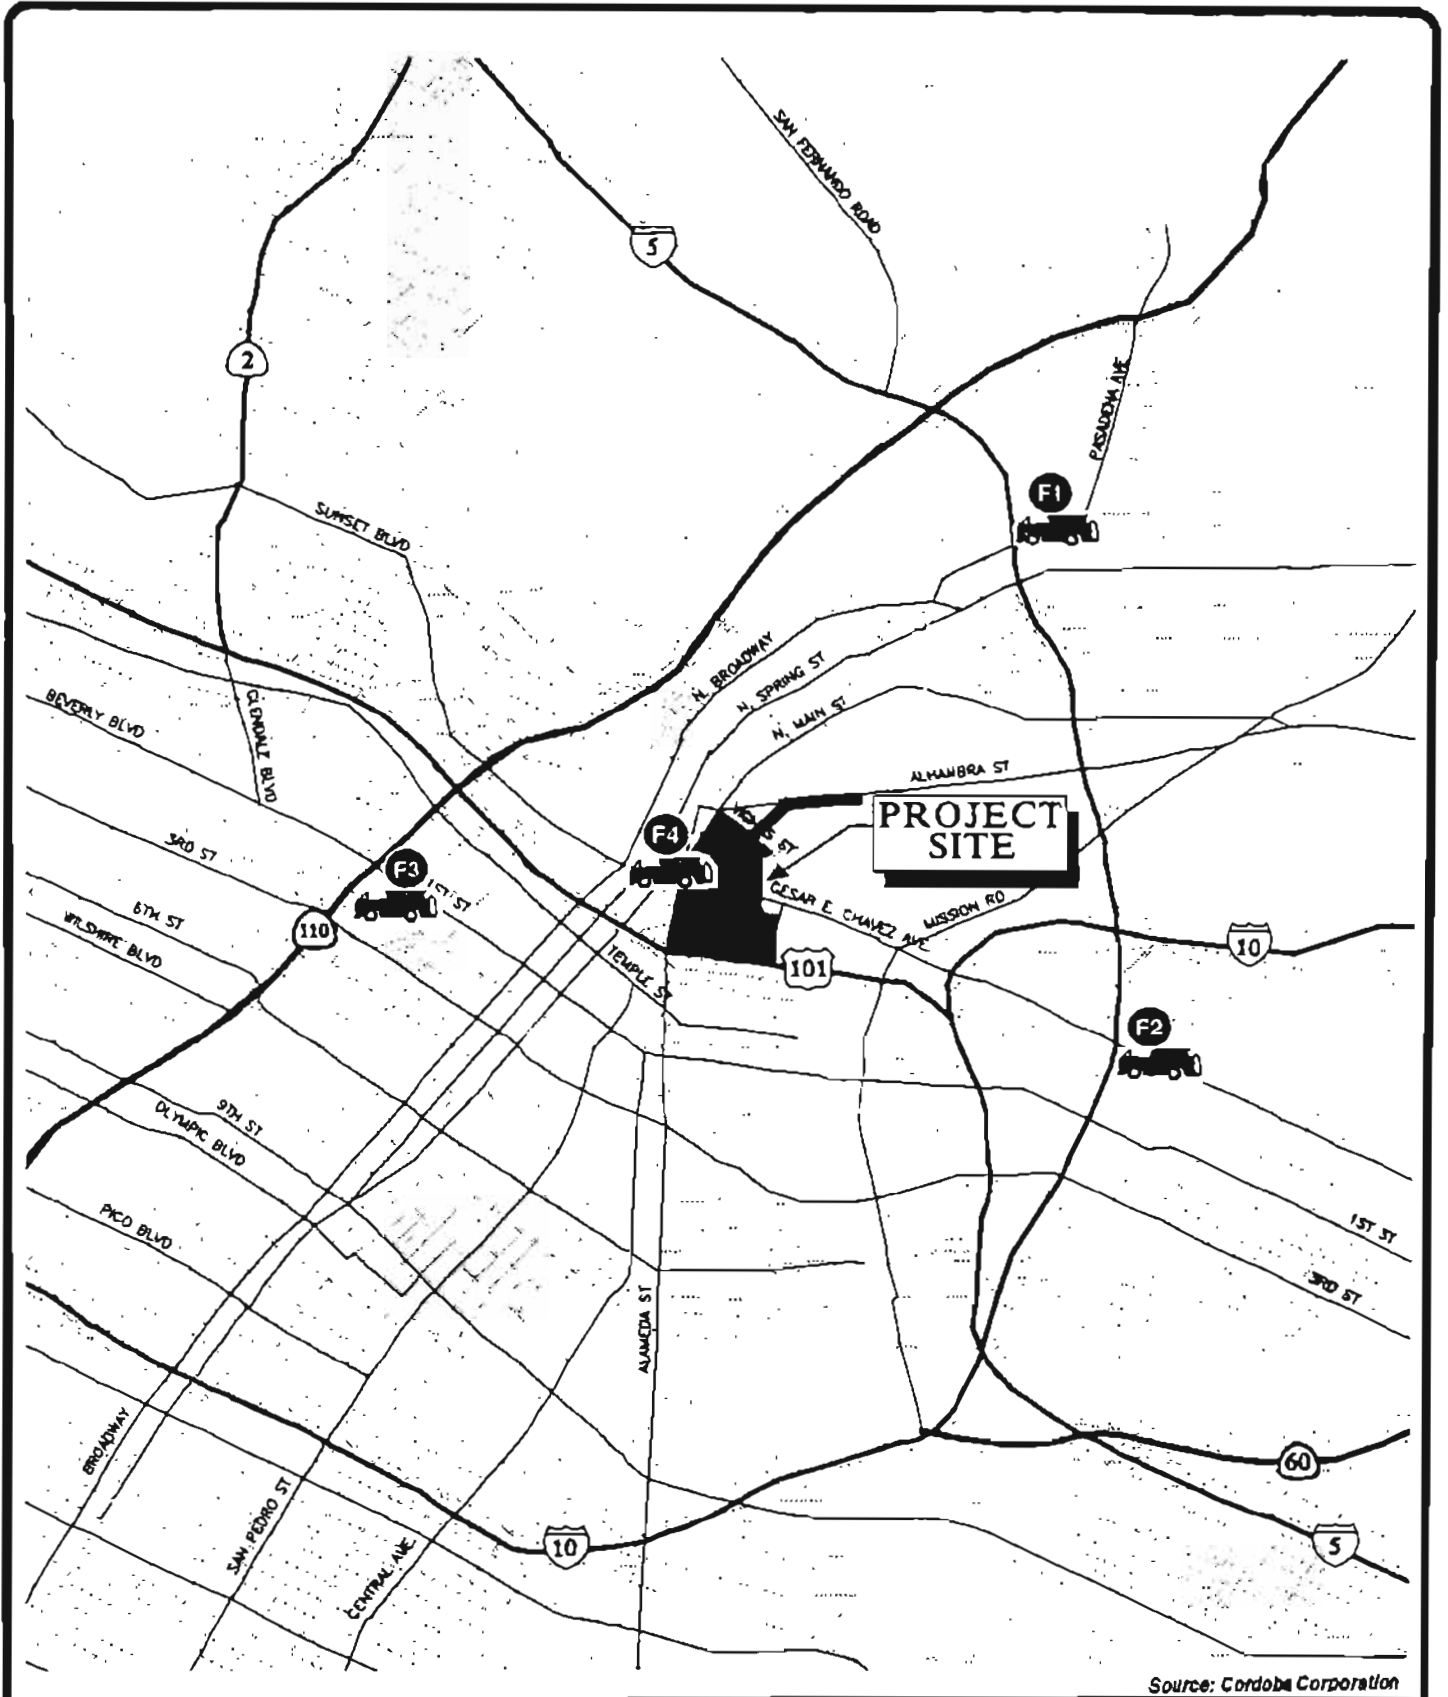 SAN FERNANDO ROAD
5
2
PASADENA AVE
F1
SUNSET BLVD
N. BROADWAY
N. SPRING ST
N. MAIN ST
BEVERLY BLVD
GLENDALE BLVD
ALHAMBRA ST
PROJECT
SITE
VIGNES ST
F4
3RD ST
F3
1ST ST
CESAR E. CHAVEZ AVE
MISSION RD
6TH ST
WILSHIRE BLVD
110
10
TEMPLE ST
101
F2
9TH ST
OLYMPIC BLVD
PICO BLVD
1ST ST
3RD ST
ALAMEDA ST
BROADWAY
60
SAN PEDRO ST
10
5
CENTRAL AVE
Source: Cordoba Corporation